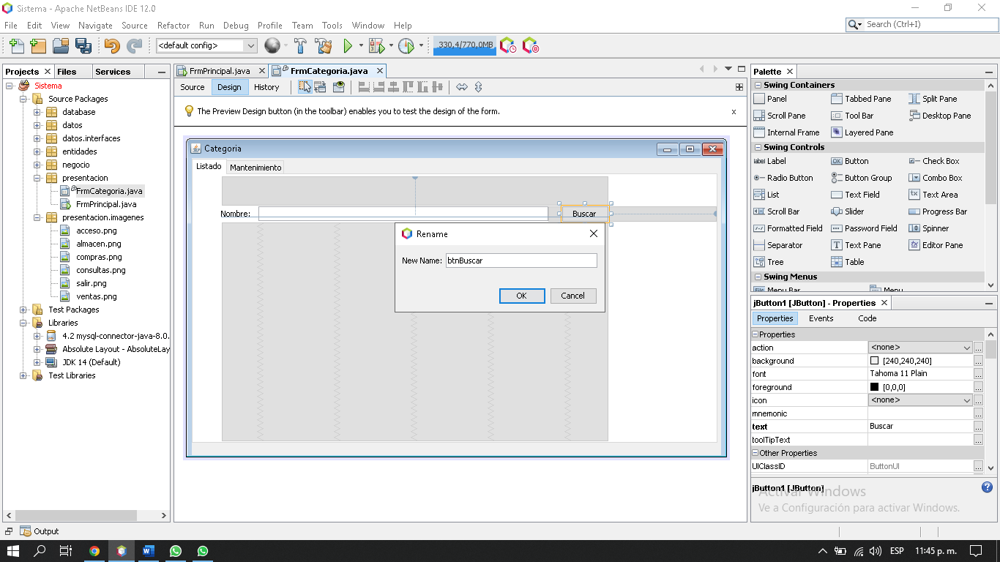 Sistema - Apache NetBeans IDE 12.0
File Edit View Navigate Source Refactor Run Debug Profile Team Tools Window Help
Search (Ctrl+I)
<default config>
330,4/770,0MB
Projects
Files
Services
Sistema
Source Packages
database
datos
datos.interfaces
entidades
negocio
presentacion
FrmCategoria.java
FrmPrincipal.java
presentacion.imagenes
acceso.png
almacen.png
compras.png
consultas.png
salir.png
ventas.png
Test Packages
Libraries
4.2 mysql-connector-java-8.0.
Absolute Layout - AbsoluteLay
JDK 14 (Default)
Test Libraries
FrmPrincipal.java
FrmCategoria.java
Source Design History
The Preview Design button (in the toolbar) enables you to test the design of the form.
x
Categoria
Listado
Mantenimiento
Nombre:
Buscar
Rename
New Name: btnBuscar
OK Cancel
Palette
Swing Containers
Panel Tabbed Pane Split Pane
Scroll Pane Tool Bar Desktop Pane
Internal Frame Layered Pane
Swing Controls
label Label OK Button Check Box
Radio Button Button Group Combo Box
List Text Field Text Area
Scroll Bar Slider Progress Bar
Formatted Field Password Field Spinner
Separator Text Pane Editor Pane
Tree Table
Swing Menus
Menu Bar Menu
jButton1 [JButton] - Properties
Properties Events Code
Properties
action <none> ...
background [240,240,240] ...
font Tahoma 11 Plain ...
foreground [0,0,0] ...
icon <none> ...
mnemonic ...
text Buscar ...
toolTipText ...
Other Properties
UIClassID ButtonUI ...
jButton1 [JButton]
Activar Windows
Ve a Configuración para activar Windows.
Output
ESP 11:45 p. m.